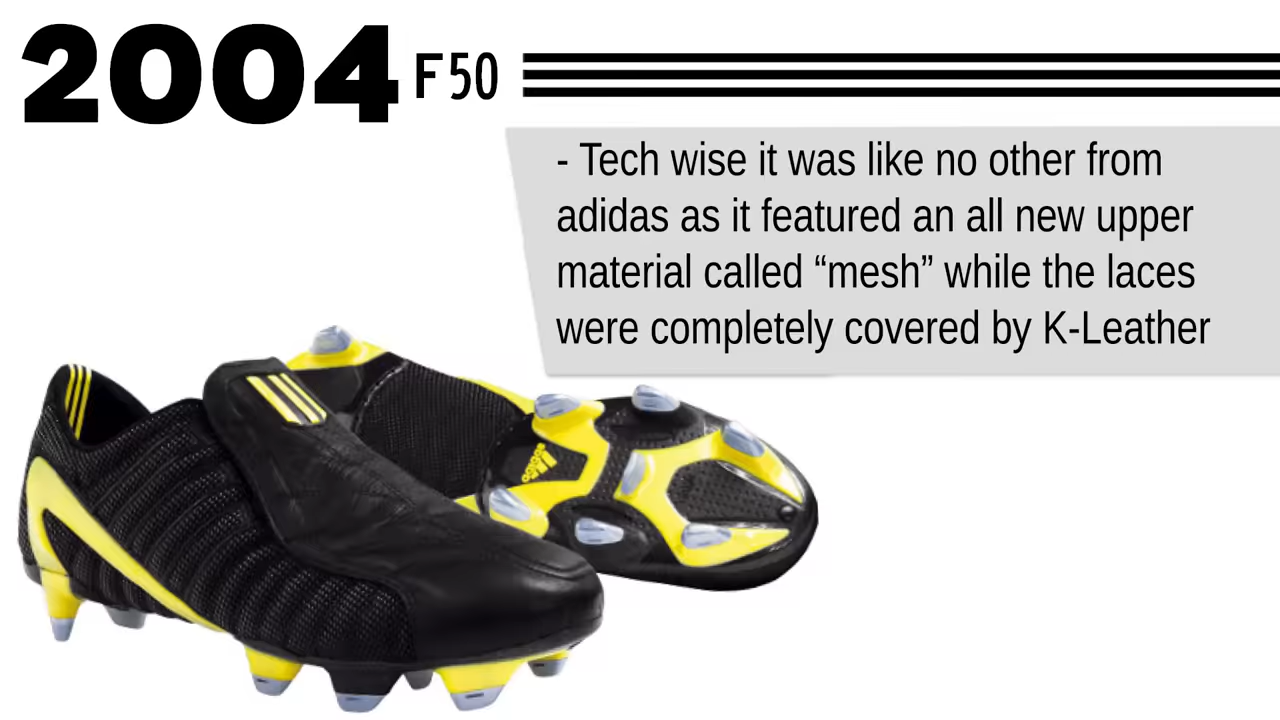 2004 F50
- Tech wise it was like no other from
adidas as it featured an all new upper
material called “mesh” while the laces
were completely covered by K-Leather
adidas